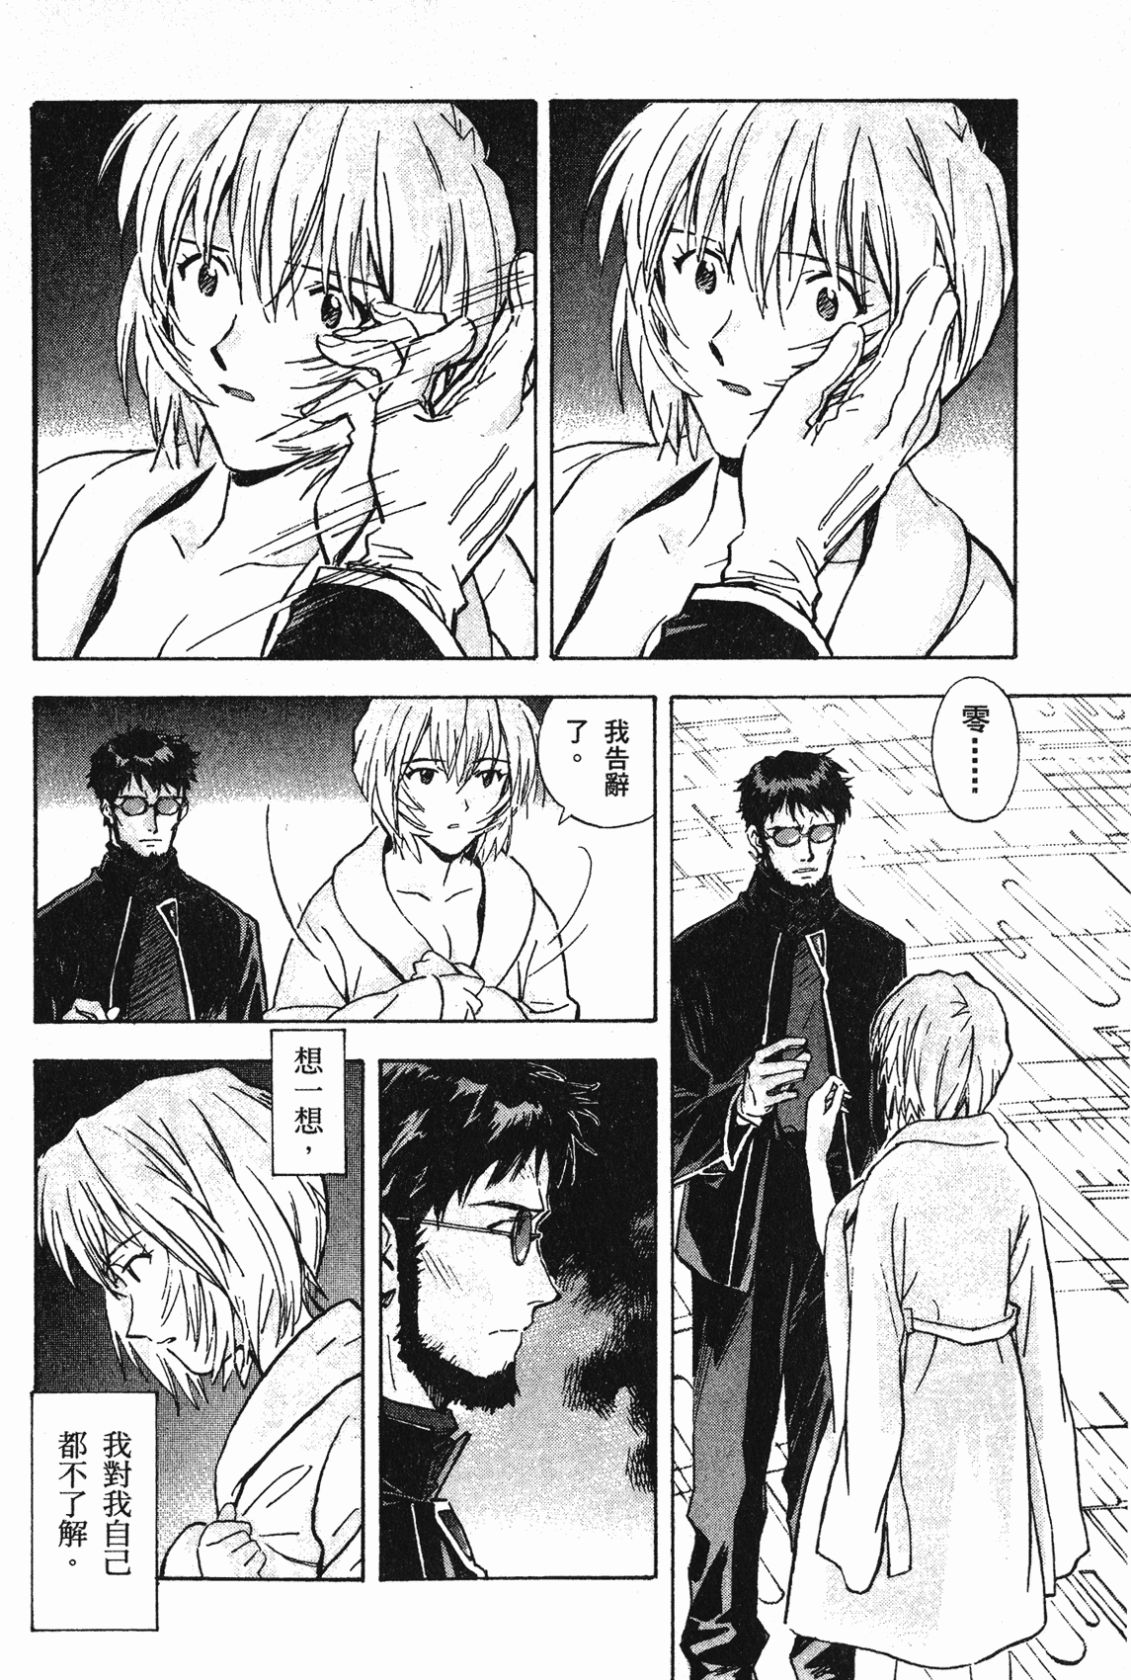 零……
我告辭
了。
想一想，
我對我自己
都不了解。